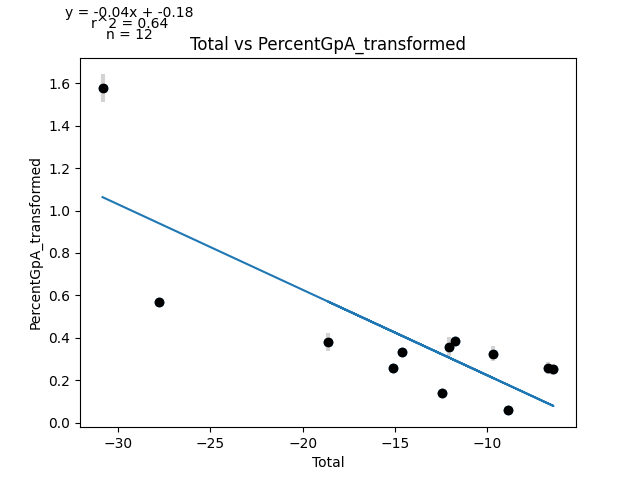 y = -0.04x + -0.18
r^2 = 0.64
n = 12
Total vs PercentGpA_transformed
PercentGpA_transformed
1.6
1.4
1.2
1.0
0.8
0.6
0.4
0.2
0.0
−30
−25
−20
−15
−10
Total